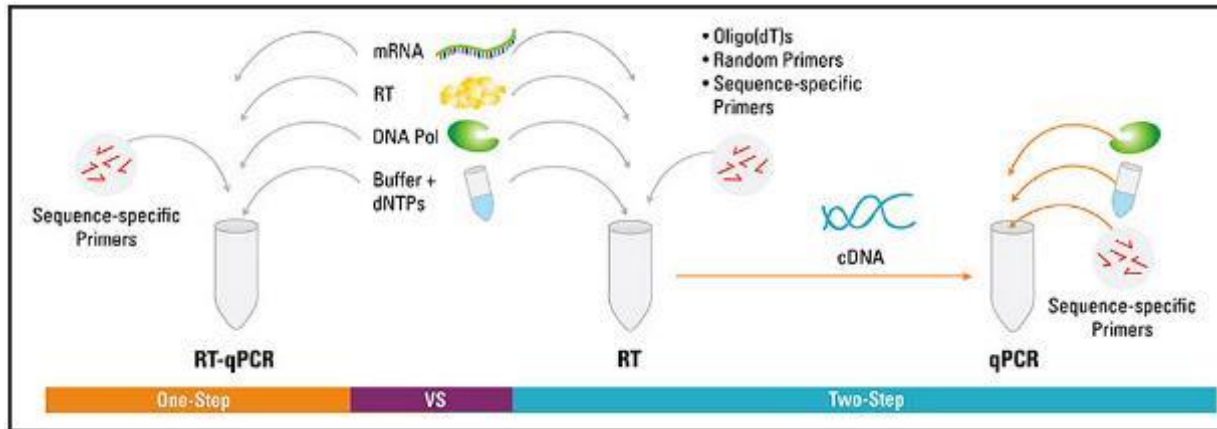 mRNA
RT
DNA Pol
Buffer +
dNTPs
Sequence-specific
Primers
• Oligo(dT)s
• Random Primers
• Sequence-specific
Primers
cDNA
Sequence-specific
Primers
RT-qPCR
RT
qPCR
One-Step
VS
Two-Step